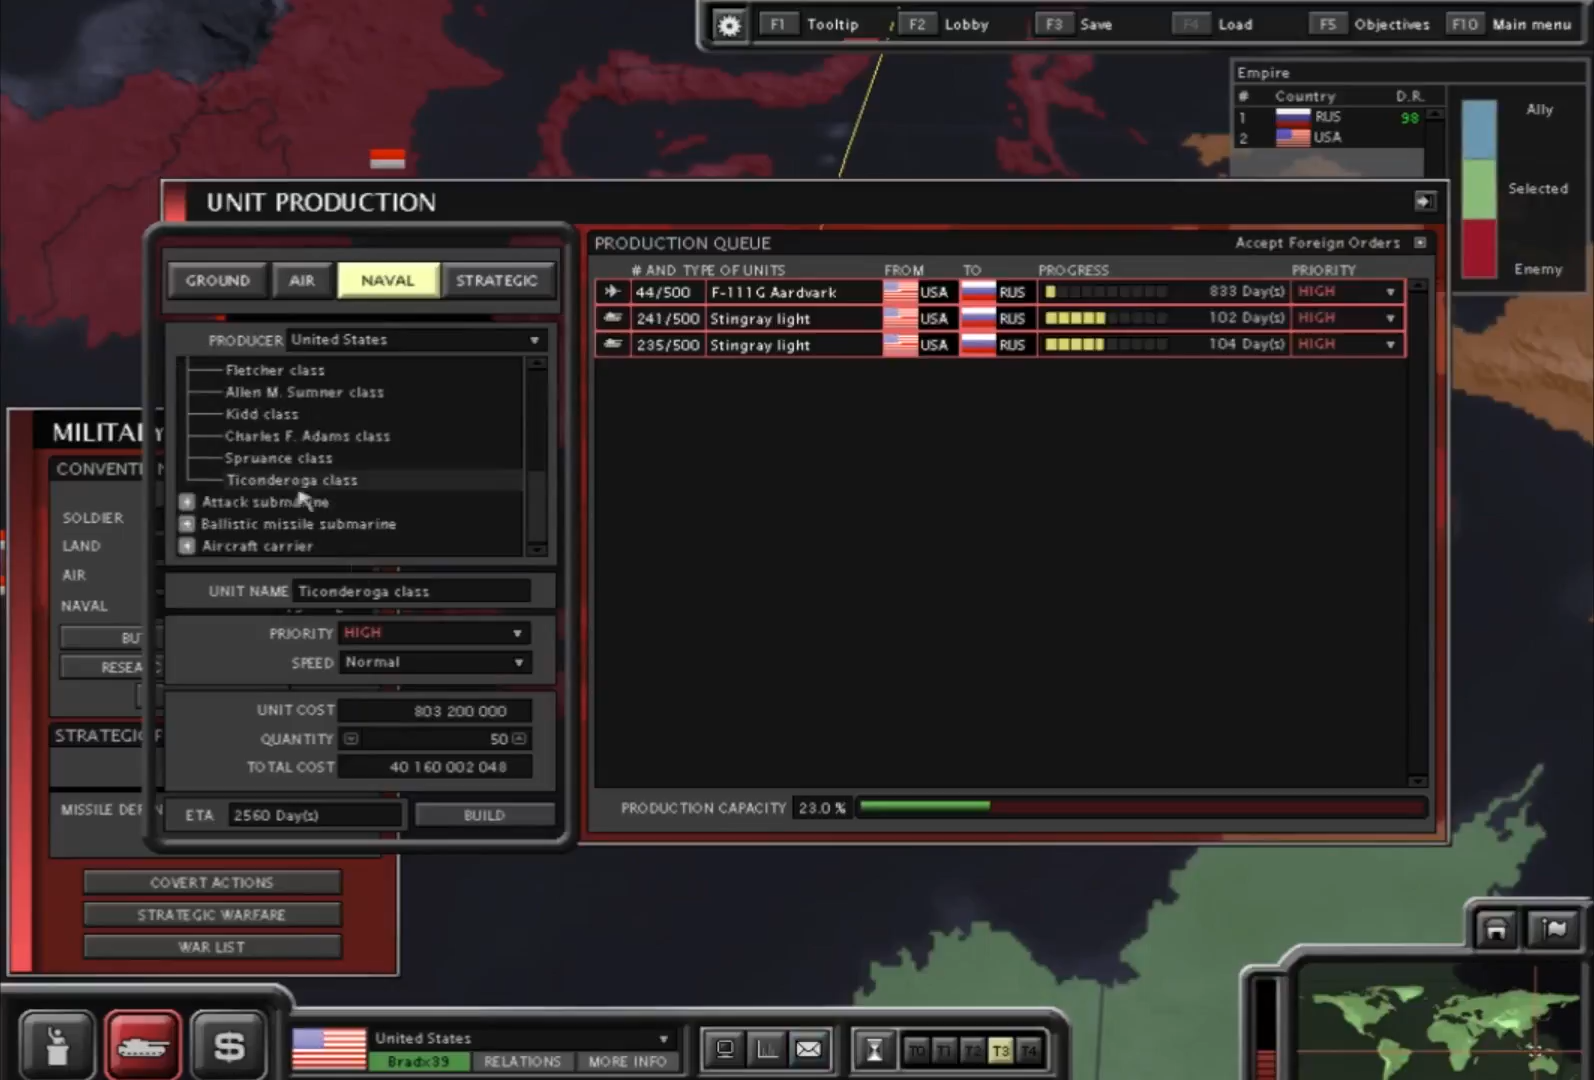 F1 Tooltip F2 Lobby F3 Save F4 Load F5 Objectives F10 Main menu
Empire
# Country D.R.
1 RUS 98
2 USA
Ally
Selected
Enemy
UNIT PRODUCTION
GROUND AIR NAVAL STRATEGIC
PRODUCER United States
Fletcher class
Allen M. Sumner class
Kidd class
Charles F. Adams class
Spruance class
Ticonderoga class
Attack submarine
Ballistic missile submarine
Aircraft carrier
UNIT NAME Ticonderoga class
PRIORITY HIGH
SPEED Normal
UNIT COST 803 200 000
QUANTITY 50
TOTAL COST 40 160 002 048
ETA 2560 Day(s) BUILD
PRODUCTION QUEUE Accept Foreign Orders
# AND TYPE OF UNITS FROM TO PROGRESS PRIORITY
44/500 F-111G Aardvark USA RUS 833 Day(s) HIGH
241/500 Stingray light USA RUS 102 Day(s) HIGH
235/500 Stingray light USA RUS 104 Day(s) HIGH
PRODUCTION CAPACITY 23.0 %
MILITARY
CONVENTI
SOLDIER
LAND
AIR
NAVAL
BU
RESEA
STRATEGIC F
MISSILE DEF
COVERT ACTIONS
STRATEGIC WARFARE
WAR LIST
$
United States
Bradx39 RELATIONS MORE INFO
T0 T1 T2 T3 T4